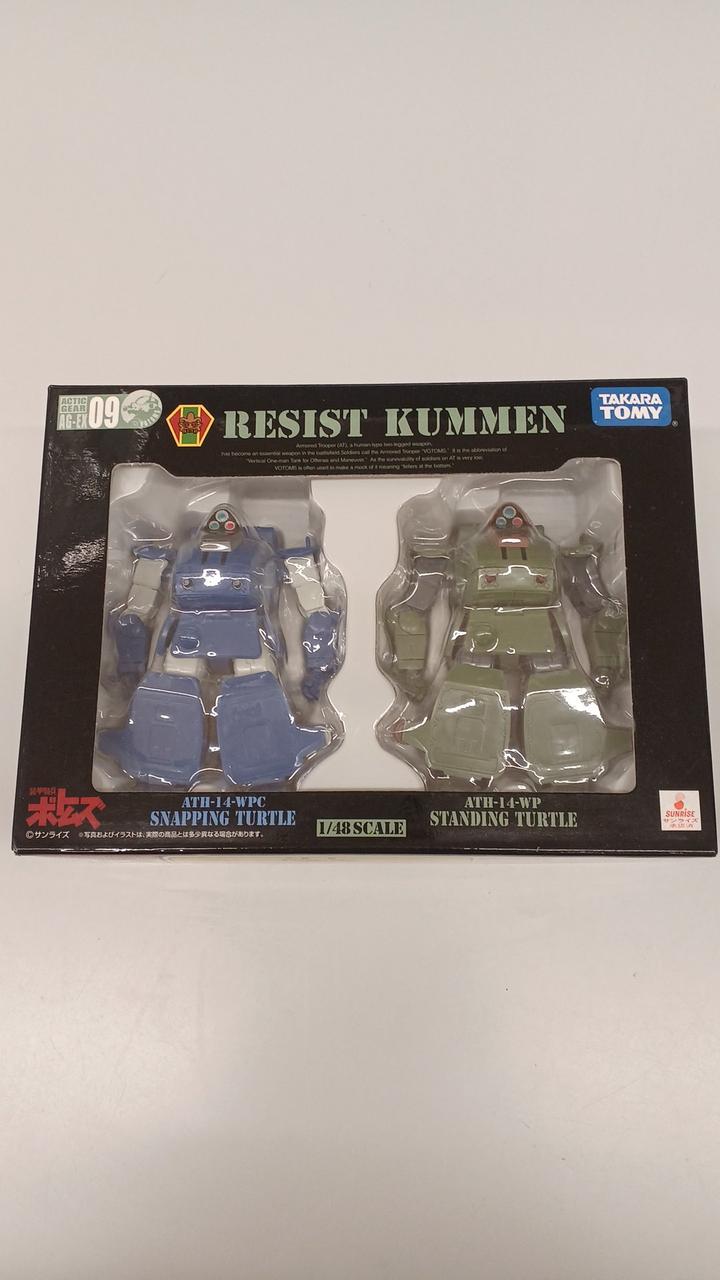 ACTIC
GEAR
AG-EX 09
RESIST KUMMEN
TAKARA
TOMY
Armored Trooper (AT), a human-type two-legged weapon,
has become an essential weapon in the battlefield.Soldiers call the Armored Trooper "VOTOMS." It is the abbreviation of
"Vertical One-man Tank for Offense and Maneuver." As the survivability of soldiers on AT is very low,
VOTOMS is often used to make a mock of it meaning "fellers at the bottom."
装甲騎兵
ボトムズ
©サンライズ ※写真およびイラストは、実際の商品とは多少異なる場合があります。
ATH-14-WPC
SNAPPING TURTLE
1/48 SCALE
ATH-14-WP
STANDING TURTLE
SUNRISE
サンライズ
承認済